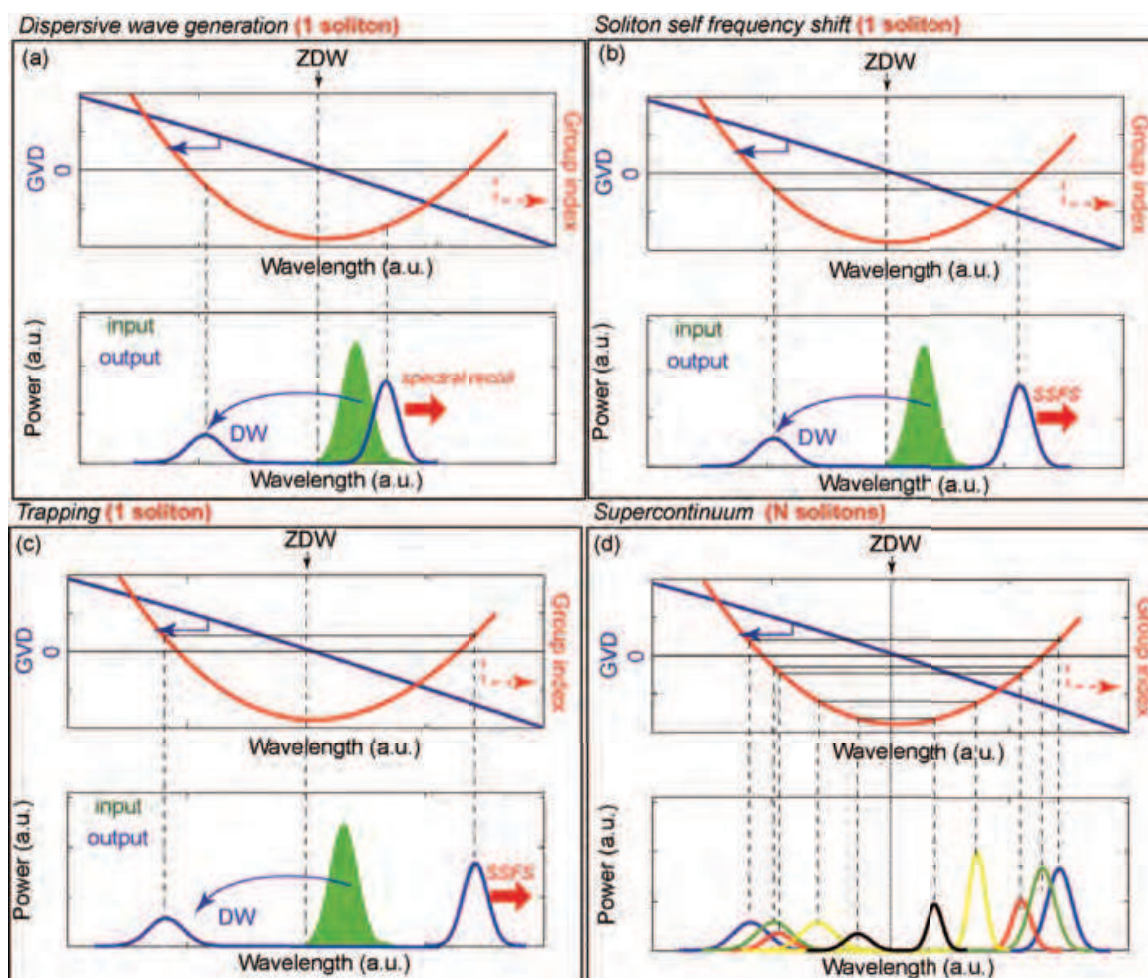 Dispersive wave generation (1 soliton)
(a)
ZDW
GVD
0
Group index
Wavelength (a.u.)
Power (a.u.)
input
output
DW
spectral recoil
Wavelength (a.u.)
Soliton self frequency shift (1 soliton)
(b)
ZDW
GVD
0
Group index
Wavelength (a.u.)
Power (a.u.)
input
output
DW
SSFS
Wavelength (a.u.)
Trapping (1 soliton)
(c)
ZDW
GVD
0
Group index
Wavelength (a.u.)
Power (a.u.)
input
output
DW
SSFS
Wavelength (a.u.)
Supercontinuum (N solitons)
(d)
ZDW
GVD
0
Group index
Wavelength (a.u.)
Power (a.u.)
Wavelength (a.u.)